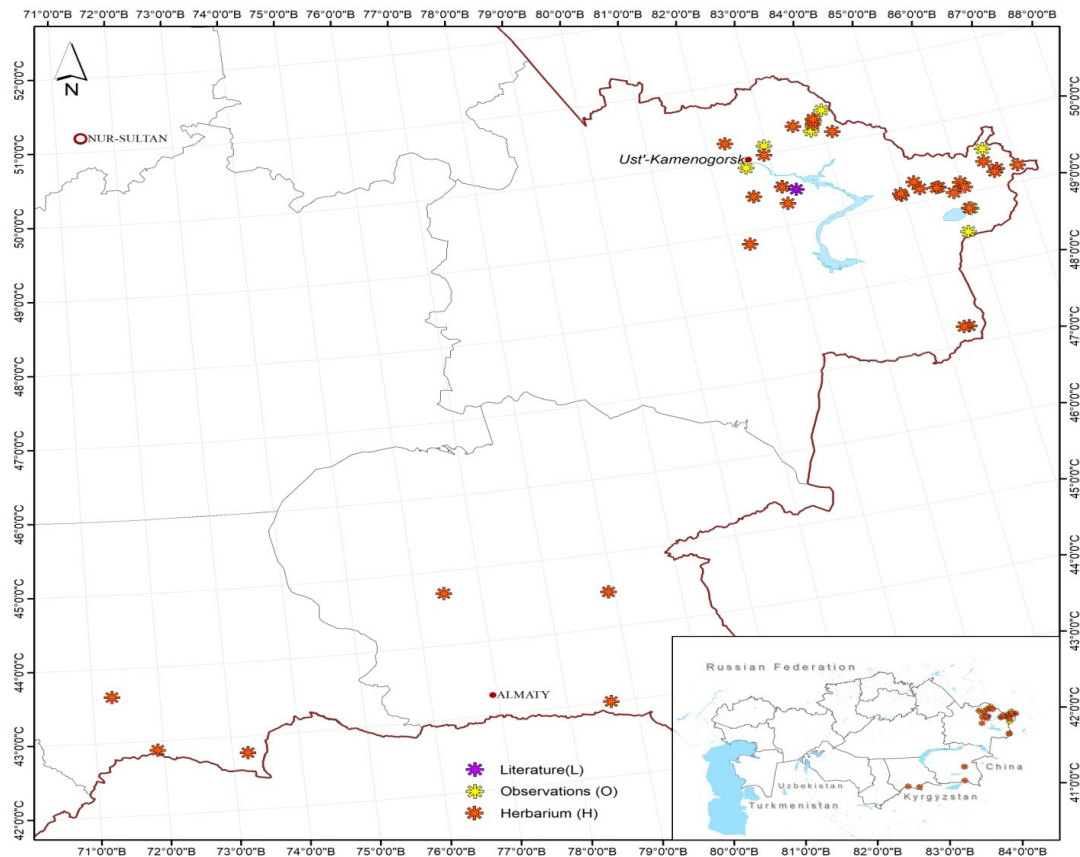 71°0'0"B 72°0'0"B 73°0'0"B 74°0'0"B 75°0'0"B 76°0'0"B 77°0'0"B 78°0'0"B 79°0'0"B 80°0'0"B 81°0'0"B 82°0'0"B 83°0'0"B 84°0'0"B 85°0'0"B 86°0'0"B 87°0'0"B 88°0'0"B
N
NUR-SULTAN
Ust'-Kamenogorsk
ALMATY
52°0'0"C
51°0'0"C
50°0'0"C
49°0'0"C
48°0'0"C
47°0'0"C
46°0'0"C
45°0'0"C
44°0'0"C
43°0'0"C
42°0'0"C
50°0'0"C
49°0'0"C
48°0'0"C
47°0'0"C
46°0'0"C
45°0'0"C
44°0'0"C
43°0'0"C
42°0'0"C
41°0'0"C
Literature(L)
Observations (O)
Herbarium (H)
Russian Federation
China
Uzbekistan
Kyrgyzstan
Turkmenistan
71°0'0"B 72°0'0"B 73°0'0"B 74°0'0"B 75°0'0"B 76°0'0"B 77°0'0"B 78°0'0"B 79°0'0"B 80°0'0"B 81°0'0"B 82°0'0"B 83°0'0"B 84°0'0"B